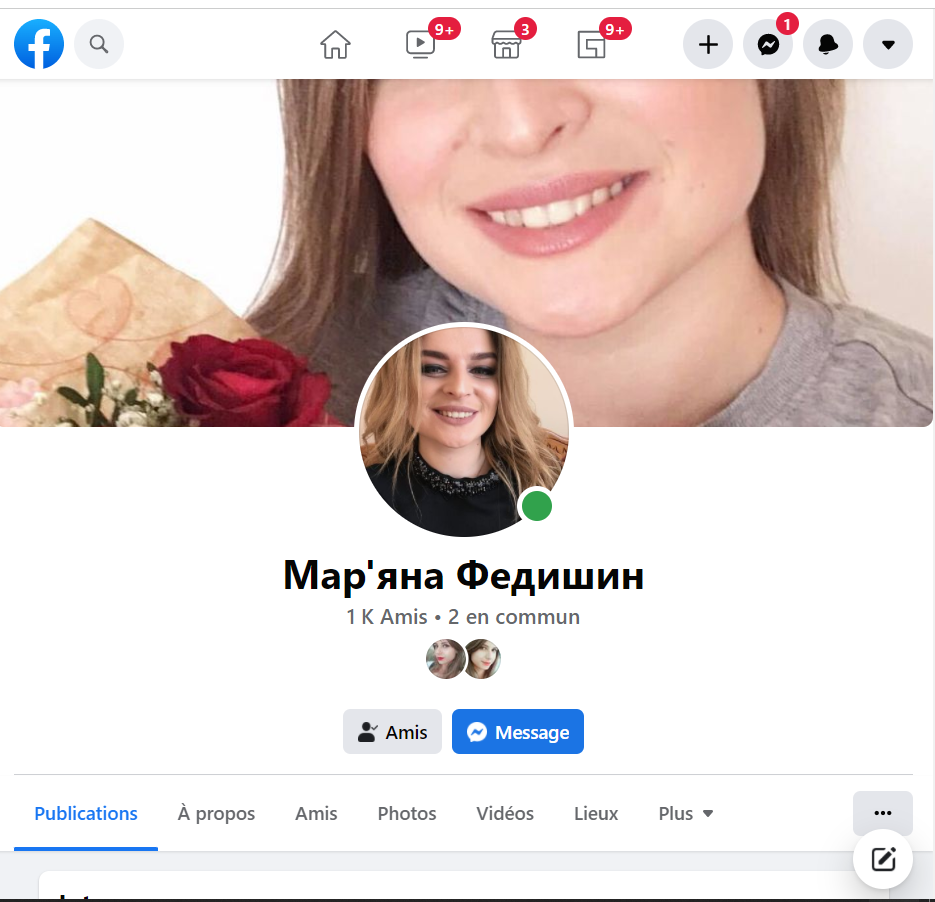 9+
3
9+
1
Мар'яна Федишин
1 K Amis • 2 en commun
Amis
Message
Publications
À propos
Amis
Photos
Vidéos
Lieux
Plus